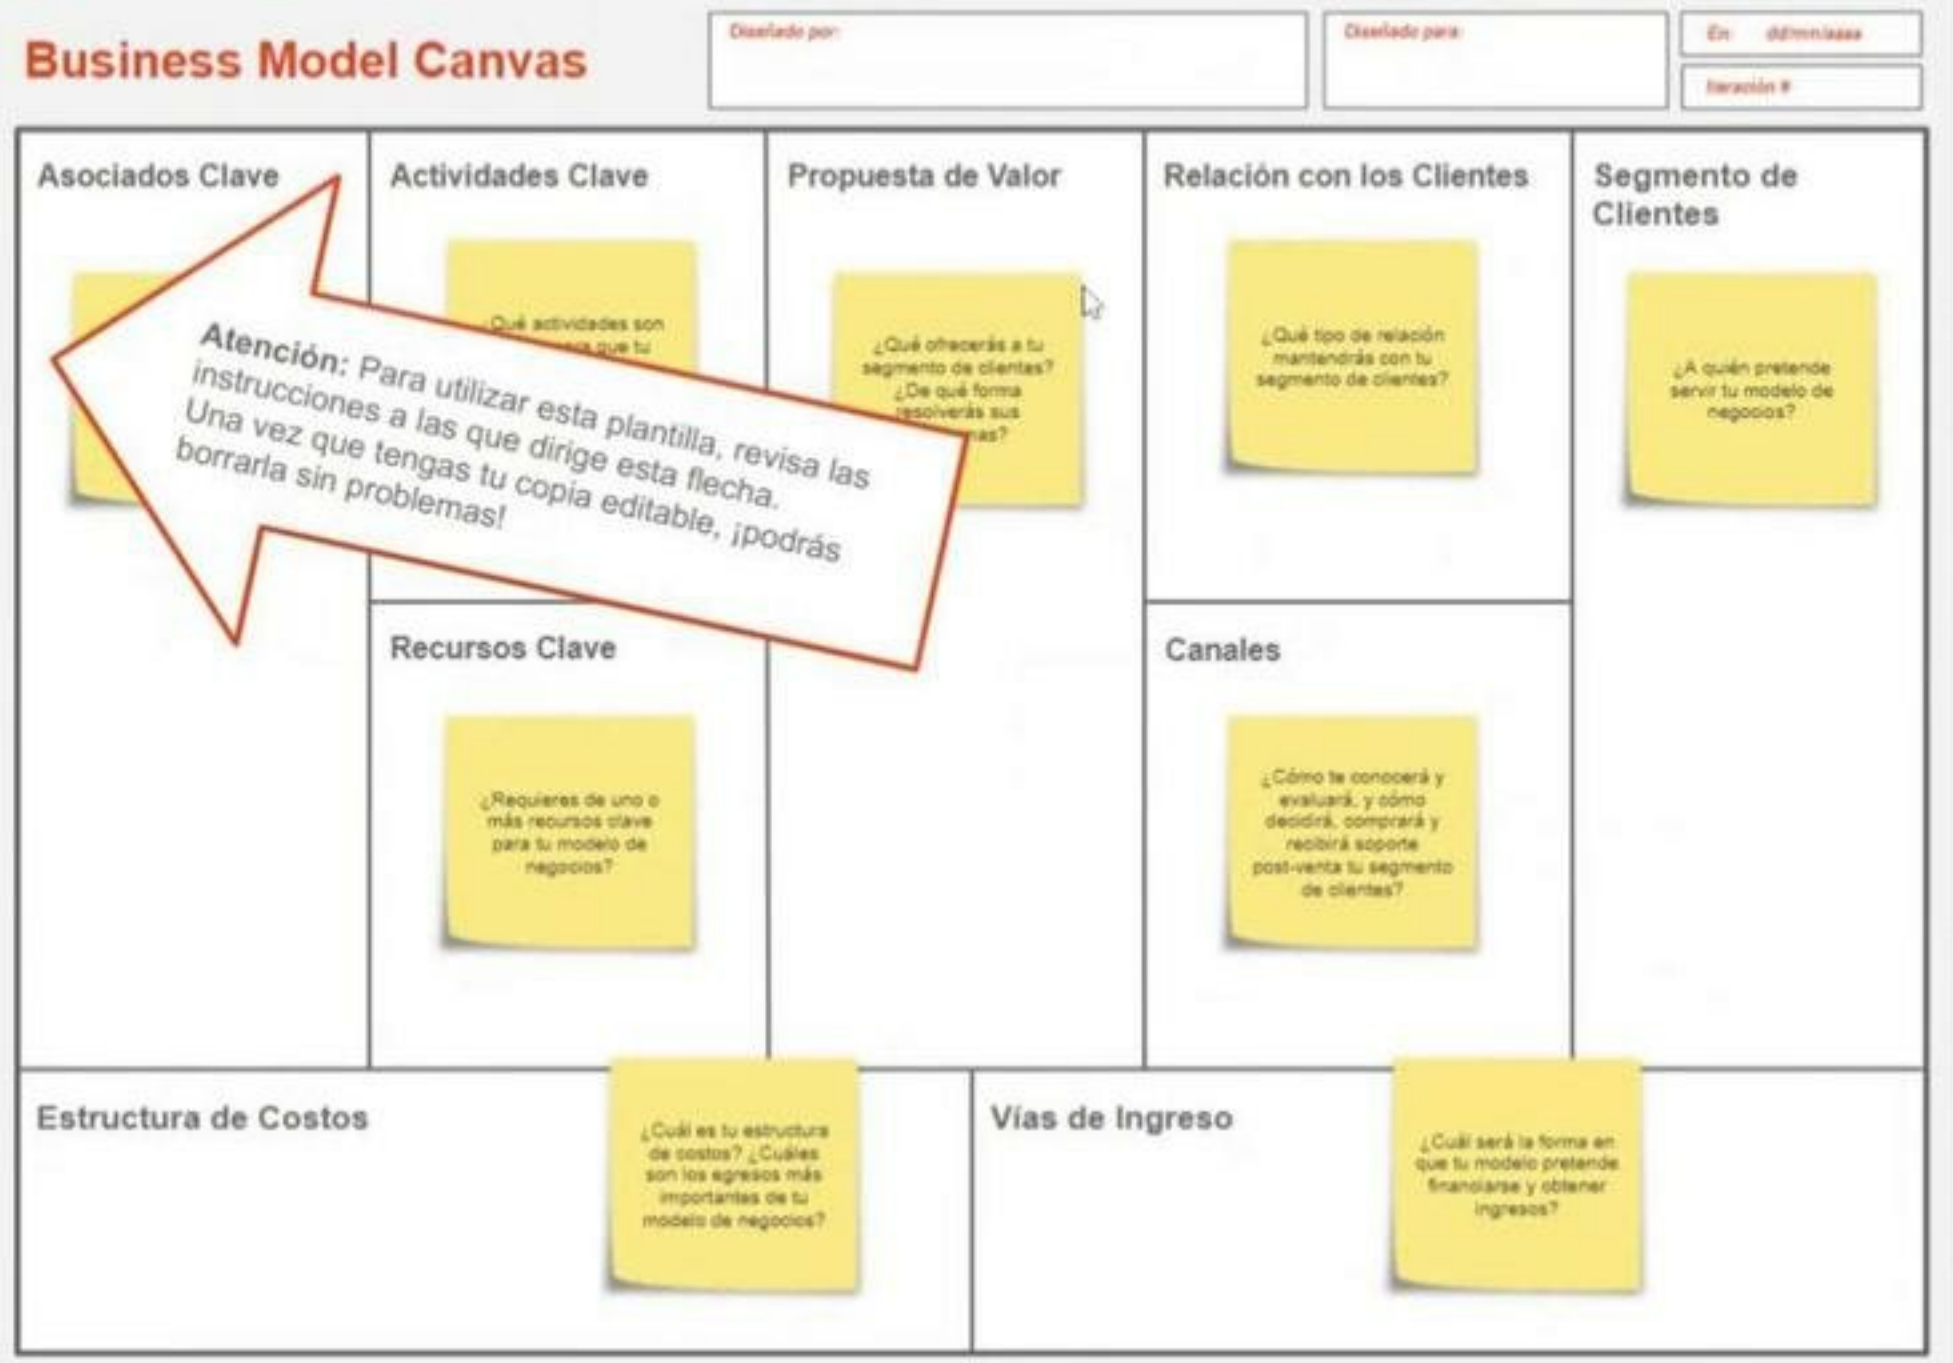 Business Model Canvas
Diseñado por:
Diseñado para:
En: dd/mm/aaaa
Iteración #
Asociados Clave
Actividades Clave
¿Qué actividades son
que tu
Propuesta de Valor
¿Qué ofrecerás a tu
segmento de clientes?
¿De qué forma
resolverás sus
Relación con los Clientes
¿Qué tipo de relación
mantendrás con tu
segmento de clientes?
Segmento de
Clientes
¿A quién pretende
servir tu modelo de
negocios?
Atención: Para utilizar esta plantilla, revisa las
instrucciones a las que dirige esta flecha.
Una vez que tengas tu copia editable, ¡podrás
borrarla sin problemas!
Recursos Clave
¿Requieres de uno o
más recursos clave
para tu modelo de
negocios?
Canales
¿Cómo te conocerá y
evaluará, y cómo
decidirá, comprará y
recibirá soporte
post-venta tu segmento
de clientes?
Estructura de Costos
¿Cuál es tu estructura
de costos? ¿Cuáles
son los egresos más
importantes de tu
modelo de negocios?
Vías de Ingreso
¿Cuál será la forma en
que tu modelo pretende
financiarse y obtener
ingresos?